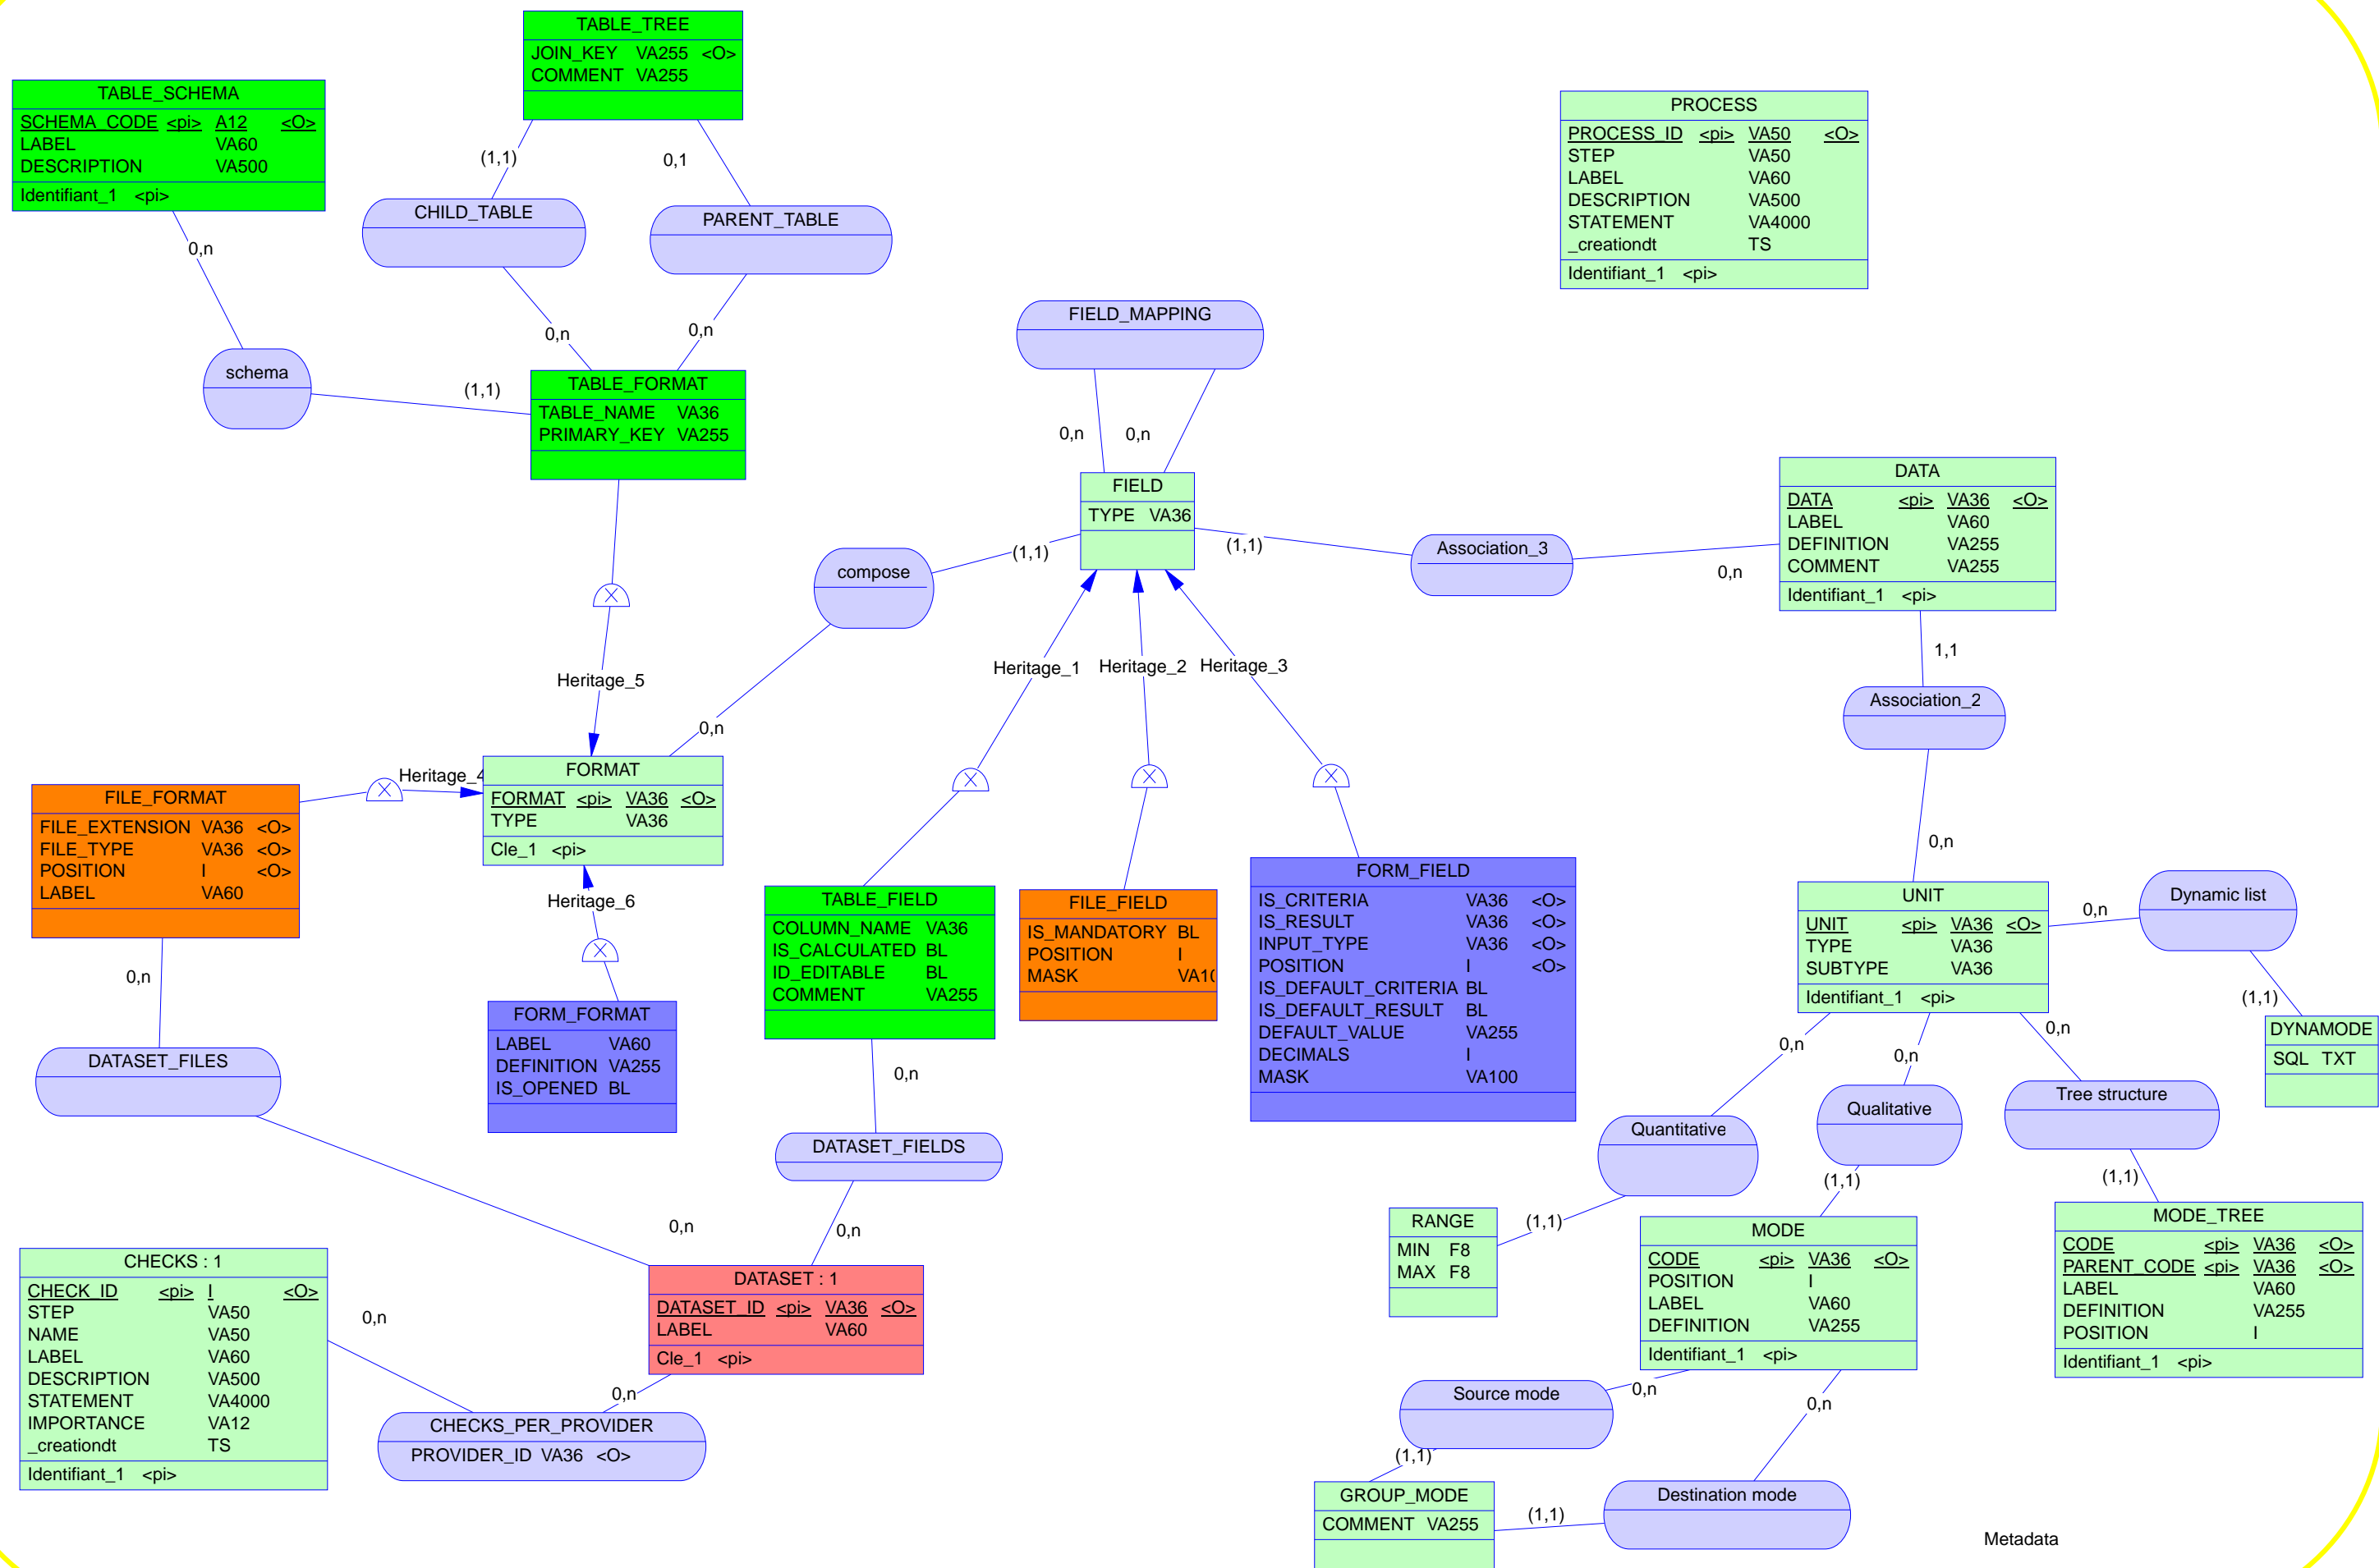 TABLE_TREE
JOIN_KEY VA255 <O>
COMMENT VA255
TABLE_SCHEMA
SCHEMA_CODE <pi> A12 <O>
LABEL VA60
DESCRIPTION VA500
Identifiant_1 <pi>
PROCESS
PROCESS_ID <pi> VA50 <O>
STEP VA50
LABEL VA60
DESCRIPTION VA500
STATEMENT VA4000
_creationdt TS
Identifiant_1 <pi>
(1,1)
0,1
CHILD_TABLE
PARENT_TABLE
0,n
0,n
0,n
FIELD_MAPPING
schema
(1,1)
TABLE_FORMAT
TABLE_NAME VA36
PRIMARY_KEY VA255
0,n
0,n
FIELD
TYPE VA36
DATA
DATA <pi> VA36 <O>
LABEL VA60
DEFINITION VA255
COMMENT VA255
Identifiant_1 <pi>
(1,1)
(1,1)
Association_3
0,n
compose
1,1
Heritage_5
Heritage_1
Heritage_2
Heritage_3
Association_2
0,n
Heritage_4
FORMAT
FORMAT <pi> VA36 <O>
TYPE VA36
Cle_1 <pi>
FILE_FORMAT
FILE_EXTENSION VA36 <O>
FILE_TYPE VA36 <O>
POSITION I <O>
LABEL VA60
0,n
Heritage_6
TABLE_FIELD
COLUMN_NAME VA36
IS_CALCULATED BL
ID_EDITABLE BL
COMMENT VA255
FILE_FIELD
IS_MANDATORY BL
POSITION I
MASK VA10
FORM_FIELD
IS_CRITERIA VA36 <O>
IS_RESULT VA36 <O>
INPUT_TYPE VA36 <O>
POSITION I <O>
IS_DEFAULT_CRITERIA BL
IS_DEFAULT_RESULT BL
DEFAULT_VALUE VA255
DECIMALS I
MASK VA100
UNIT
UNIT <pi> VA36 <O>
TYPE VA36
SUBTYPE VA36
Identifiant_1 <pi>
0,n
Dynamic list
(1,1)
DYNAMODE
SQL TXT
0,n
FORM_FORMAT
LABEL VA60
DEFINITION VA255
IS_OPENED BL
DATASET_FILES
0,n
0,n
0,n
0,n
Quantitative
Qualitative
Tree structure
DATASET_FIELDS
(1,1)
(1,1)
(1,1)
0,n
0,n
RANGE
MIN F8
MAX F8
MODE
CODE <pi> VA36 <O>
POSITION I
LABEL VA60
DEFINITION VA255
Identifiant_1 <pi>
MODE_TREE
CODE <pi> VA36 <O>
PARENT_CODE <pi> VA36 <O>
LABEL VA60
DEFINITION VA255
POSITION I
Identifiant_1 <pi>
CHECKS : 1
CHECK_ID <pi> I <O>
STEP VA50
NAME VA50
LABEL VA60
DESCRIPTION VA500
STATEMENT VA4000
IMPORTANCE VA12
_creationdt TS
Identifiant_1 <pi>
0,n
DATASET : 1
DATASET_ID <pi> VA36 <O>
LABEL VA60
Cle_1 <pi>
0,n
CHECKS_PER_PROVIDER
PROVIDER_ID VA36 <O>
Source mode
0,n
0,n
(1,1)
GROUP_MODE
COMMENT VA255
(1,1)
Destination mode
Metadata